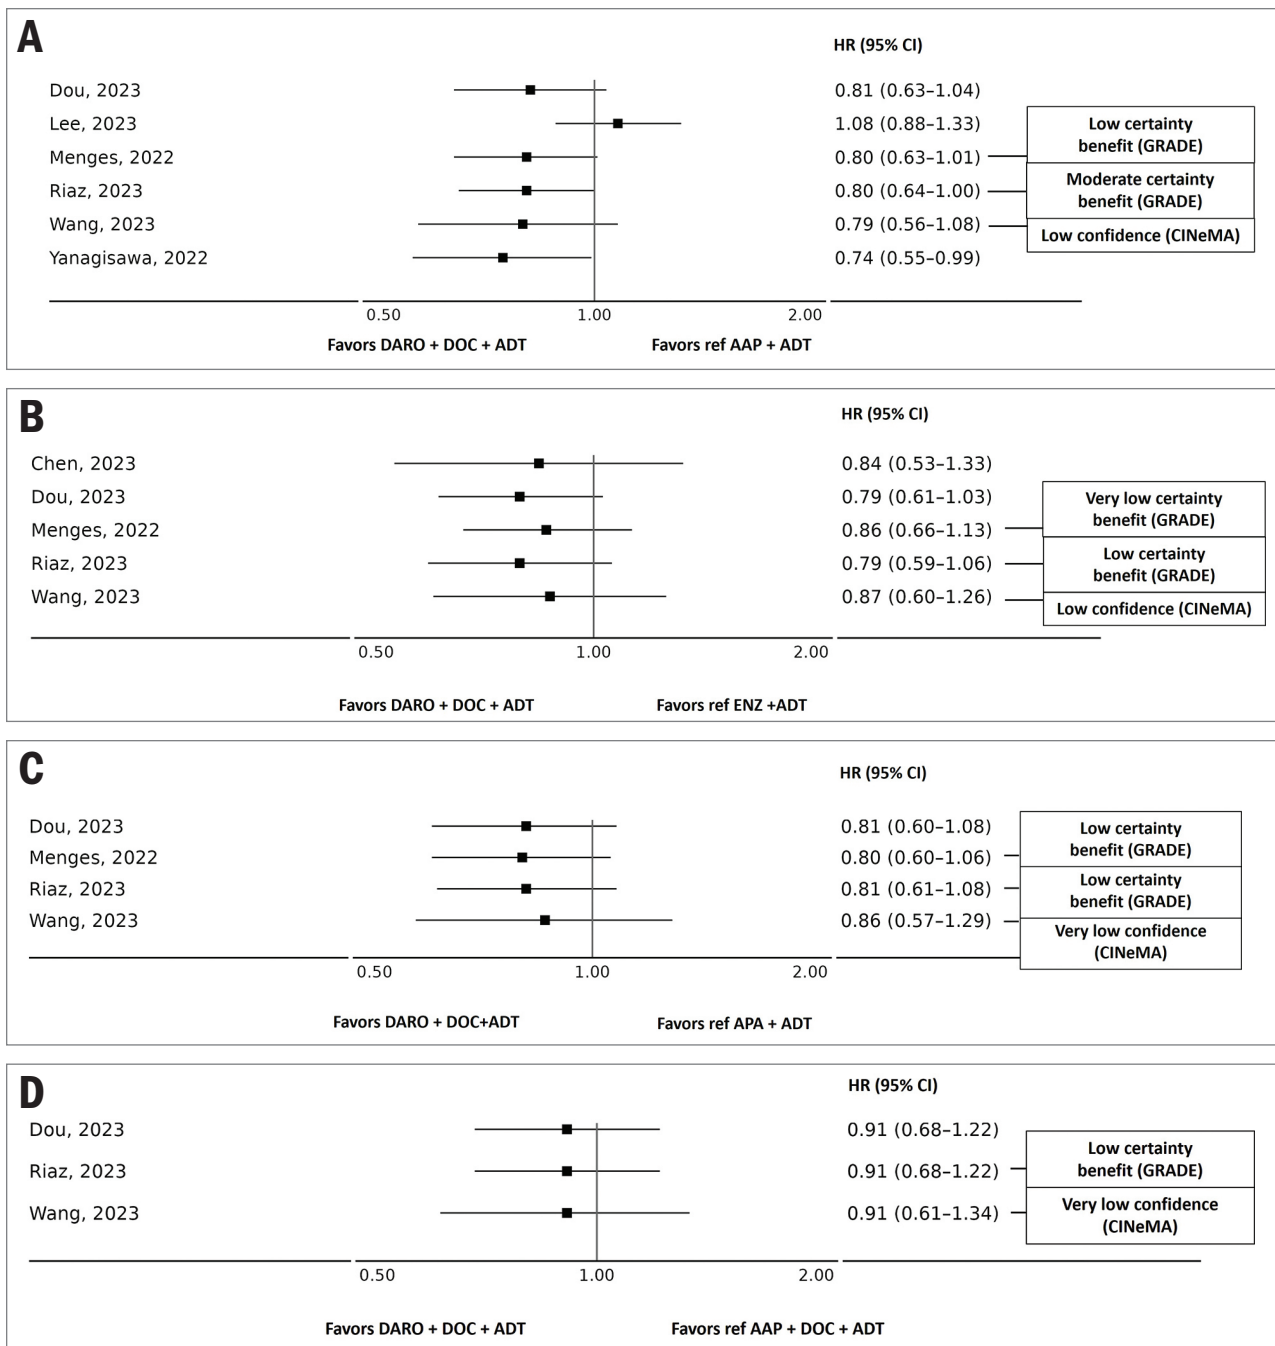 A
HR (95% CI)
Dou, 2023 0.81 (0.63–1.04)
Lee, 2023 1.08 (0.88–1.33)
Menges, 2022 0.80 (0.63–1.01)
Riaz, 2023 0.80 (0.64–1.00)
Wang, 2023 0.79 (0.56–1.08)
Yanagisawa, 2022 0.74 (0.55–0.99)
Low certainty
benefit (GRADE)
Moderate certainty
benefit (GRADE)
Low confidence (CINeMA)
0.50 1.00 2.00
Favors DARO + DOC + ADT Favors ref AAP + ADT
B
HR (95% CI)
Chen, 2023 0.84 (0.53–1.33)
Dou, 2023 0.79 (0.61–1.03)
Menges, 2022 0.86 (0.66–1.13)
Riaz, 2023 0.79 (0.59–1.06)
Wang, 2023 0.87 (0.60–1.26)
Very low certainty
benefit (GRADE)
Low certainty
benefit (GRADE)
Low confidence (CINeMA)
0.50 1.00 2.00
Favors DARO + DOC + ADT Favors ref ENZ +ADT
C
HR (95% CI)
Dou, 2023 0.81 (0.60–1.08)
Menges, 2022 0.80 (0.60–1.06)
Riaz, 2023 0.81 (0.61–1.08)
Wang, 2023 0.86 (0.57–1.29)
Low certainty
benefit (GRADE)
Low certainty
benefit (GRADE)
Very low confidence
(CINeMA)
0.50 1.00 2.00
Favors DARO + DOC+ADT Favors ref APA + ADT
D
HR (95% CI)
Dou, 2023 0.91 (0.68–1.22)
Riaz, 2023 0.91 (0.68–1.22)
Wang, 2023 0.91 (0.61–1.34)
Low certainty
benefit (GRADE)
Very low confidence
(CINeMA)
0.50 1.00 2.00
Favors DARO + DOC + ADT Favors ref AAP + DOC + ADT